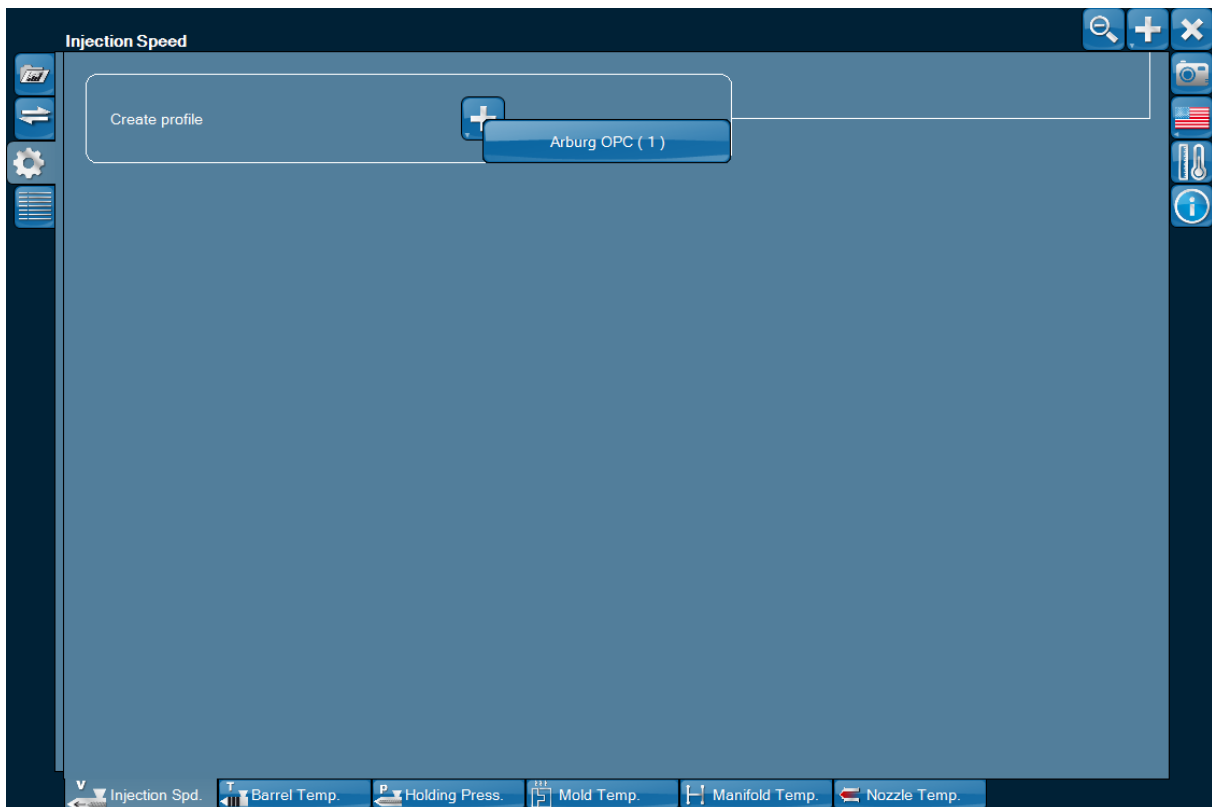 Injection Speed
Create profile
Arburg OPC ( 1 )
V Injection Spd.
T Barrel Temp.
P Holding Press.
Mold Temp.
Manifold Temp.
Nozzle Temp.